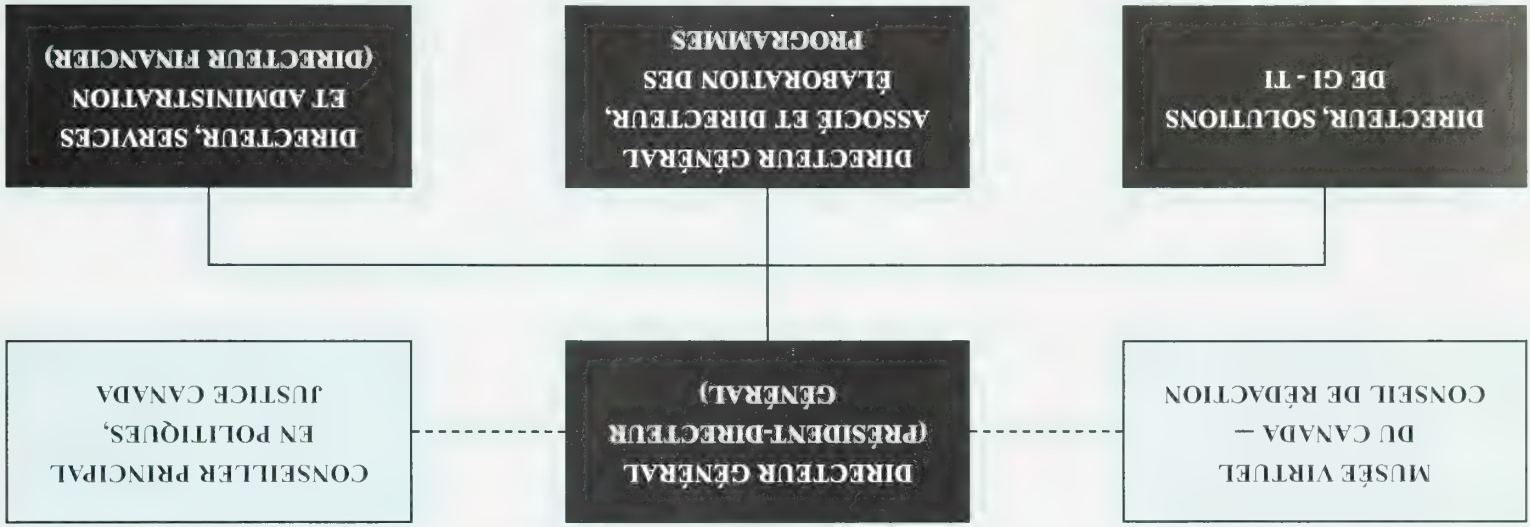 MUSÉE VIRTUEL
DU CANADA —
CONSEIL DE RÉDACTION
DIRECTEUR GÉNÉRAL
(PRÉSIDENT-DIRECTEUR
GÉNÉRAL)
CONSEILLER PRINCIPAL
EN POLITIQUES,
JUSTICE CANADA
DIRECTEUR, SOLUTIONS
DE GI - TI
DIRECTEUR GÉNÉRAL
ASSOCIÉ ET DIRECTEUR,
ÉLABORATION DES
PROGRAMMES
DIRECTEUR, SERVICES
ET ADMINISTRATION
(DIRECTEUR FINANCIER)